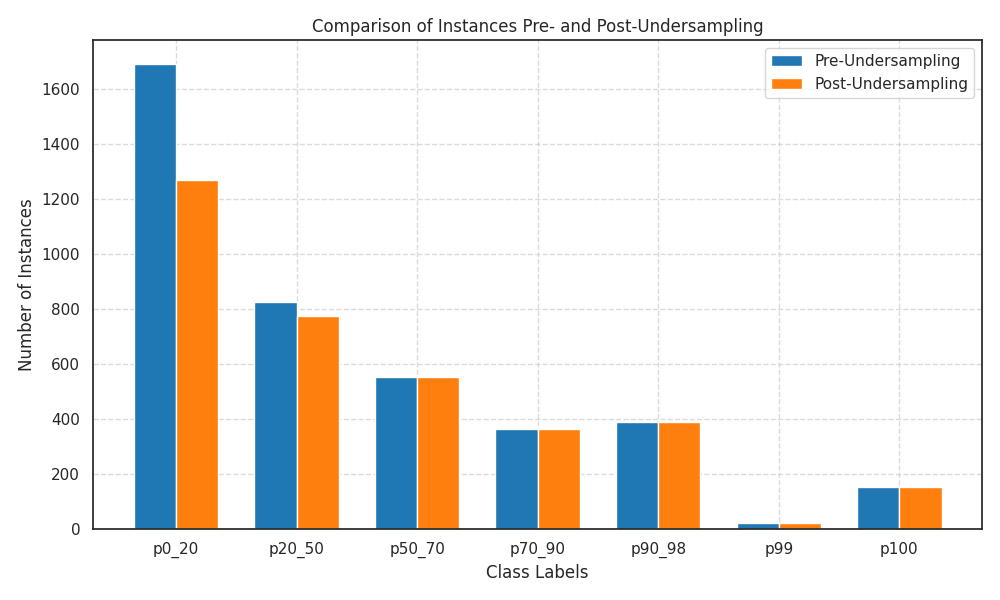 Comparison of Instances Pre- and Post-Undersampling
Pre-Undersampling
Post-Undersampling
Number of Instances
1600
1400
1200
1000
800
600
400
200
0
p0_20 p20_50 p50_70 p70_90 p90_98 p99 p100
Class Labels